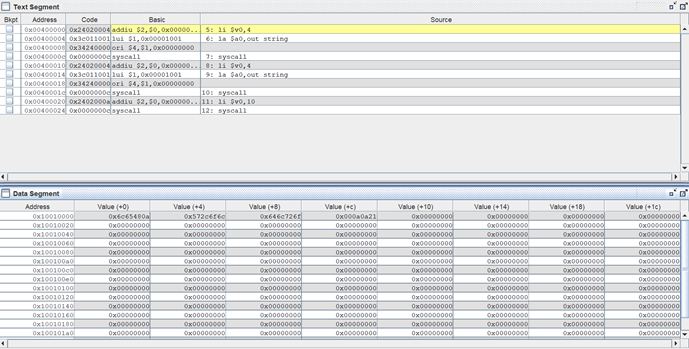 Text Segment
Bkpt Address Code Basic Source
0x00400000 0x24020004 addiu $2,$0,0x00000... 5: li $v0,4
0x00400004 0x3c011001 lui $1,0x00001001 6: la $a0,out string
0x00400008 0x34240000 ori $4,$1,0x00000000
0x0040000c 0x0000000c syscall 7: syscall
0x00400010 0x24020004 addiu $2,$0,0x00000... 8: li $v0,4
0x00400014 0x3c011001 lui $1,0x00001001 9: la $a0,out string
0x00400018 0x34240000 ori $4,$1,0x00000000
0x0040001c 0x0000000c syscall 10: syscall
0x00400020 0x2402000a addiu $2,$0,0x00000... 11: li $v0,10
0x00400024 0x0000000c syscall 12: syscall
Data Segment
Address Value (+0) Value (+4) Value (+8) Value (+c) Value (+10) Value (+14) Value (+18) Value (+1c)
0x10010000 0x6c65480a 0x572c6f6c 0x646c726f 0x000a0a21 0x00000000 0x00000000 0x00000000 0x00000000
0x10010020 0x00000000 0x00000000 0x00000000 0x00000000 0x00000000 0x00000000 0x00000000 0x00000000
0x10010040 0x00000000 0x00000000 0x00000000 0x00000000 0x00000000 0x00000000 0x00000000 0x00000000
0x10010060 0x00000000 0x00000000 0x00000000 0x00000000 0x00000000 0x00000000 0x00000000 0x00000000
0x10010080 0x00000000 0x00000000 0x00000000 0x00000000 0x00000000 0x00000000 0x00000000 0x00000000
0x100100a0 0x00000000 0x00000000 0x00000000 0x00000000 0x00000000 0x00000000 0x00000000 0x00000000
0x100100c0 0x00000000 0x00000000 0x00000000 0x00000000 0x00000000 0x00000000 0x00000000 0x00000000
0x100100e0 0x00000000 0x00000000 0x00000000 0x00000000 0x00000000 0x00000000 0x00000000 0x00000000
0x10010100 0x00000000 0x00000000 0x00000000 0x00000000 0x00000000 0x00000000 0x00000000 0x00000000
0x10010120 0x00000000 0x00000000 0x00000000 0x00000000 0x00000000 0x00000000 0x00000000 0x00000000
0x10010140 0x00000000 0x00000000 0x00000000 0x00000000 0x00000000 0x00000000 0x00000000 0x00000000
0x10010160 0x00000000 0x00000000 0x00000000 0x00000000 0x00000000 0x00000000 0x00000000 0x00000000
0x10010180 0x00000000 0x00000000 0x00000000 0x00000000 0x00000000 0x00000000 0x00000000 0x00000000
0x100101a0 0x00000000 0x00000000 0x00000000 0x00000000 0x00000000 0x00000000 0x00000000 0x00000000